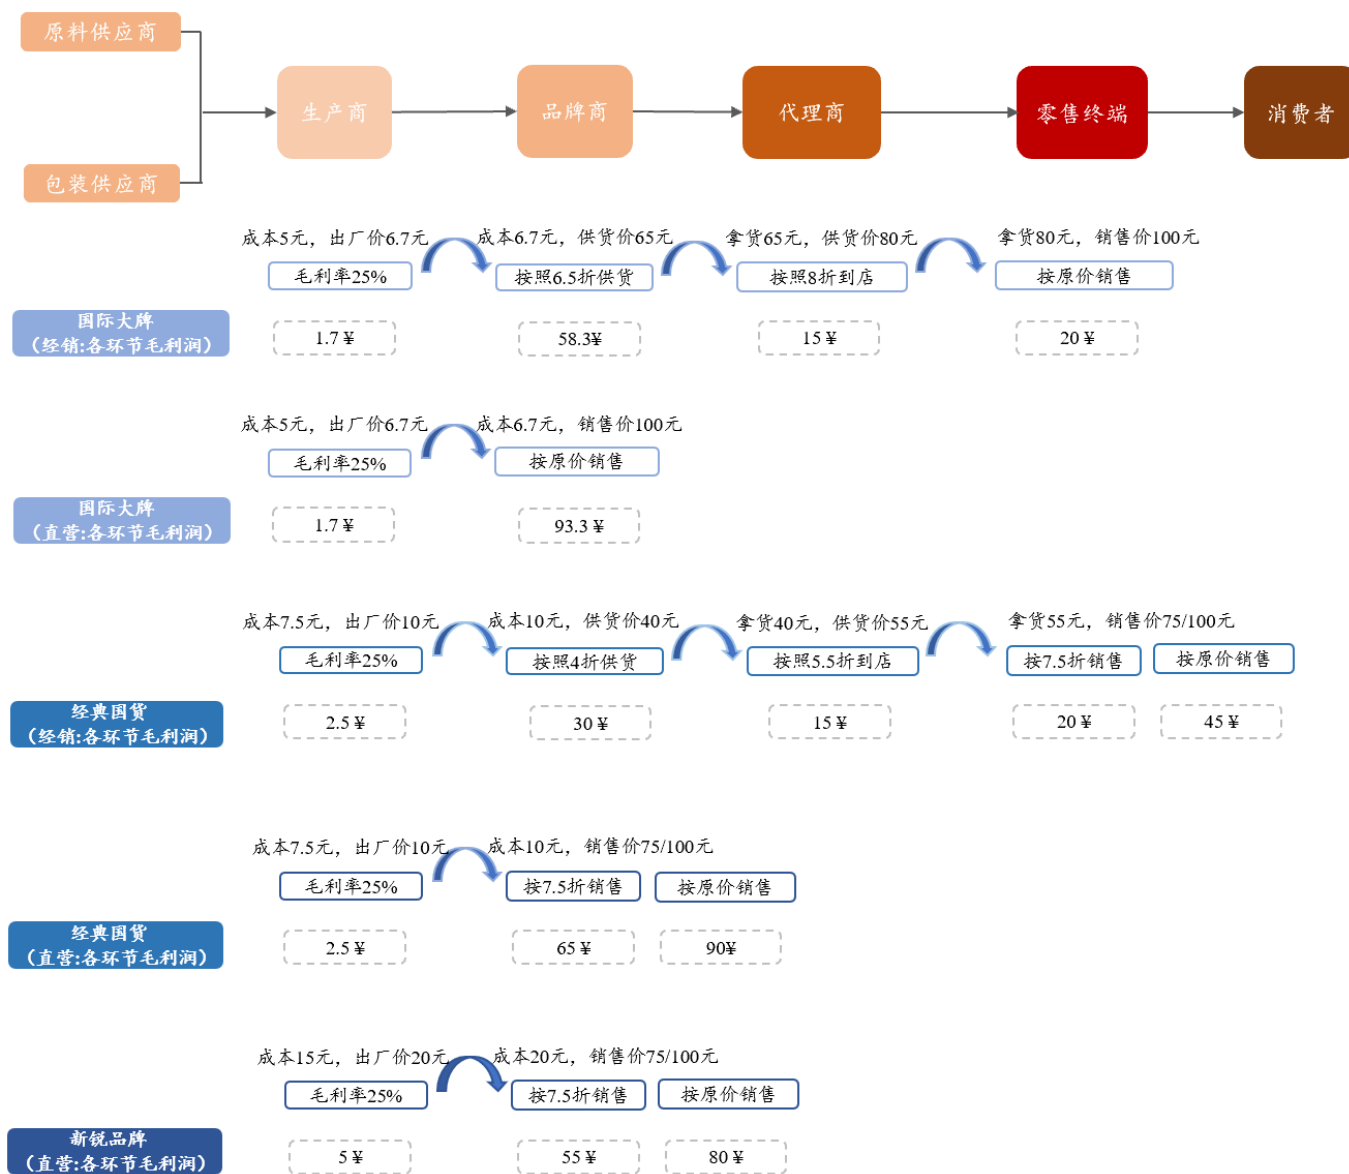 原料供应商
生产商
品牌商
代理商
零售终端
消费者
包装供应商
成本5元，出厂价6.7元
成本6.7元，供货价65元
拿货65元，供货价80元
拿货80元，销售价100元
毛利率25%
按照6.5折供货
按照8折到店
按原价销售
国际大牌
（经销:各环节毛利润）
1.7 ¥
58.3¥
15 ¥
20 ¥
成本5元，出厂价6.7元
成本6.7元，销售价100元
毛利率25%
按原价销售
国际大牌
（直营:各环节毛利润）
1.7 ¥
93.3 ¥
成本7.5元，出厂价10元
成本10元，供货价40元
拿货40元，供货价55元
拿货55元，销售价75/100元
毛利率25%
按照4折供货
按照5.5折到店
按7.5折销售
按原价销售
经典国货
（经销:各环节毛利润）
2.5 ¥
30 ¥
15 ¥
20 ¥
45 ¥
成本7.5元，出厂价10元
成本10元，销售价75/100元
毛利率25%
按7.5折销售
按原价销售
经典国货
（直营:各环节毛利润）
2.5 ¥
65 ¥
90¥
成本15元，出厂价20元
成本20元，销售价75/100元
毛利率25%
按7.5折销售
按原价销售
新锐品牌
（直营:各环节毛利润）
5 ¥
55 ¥
80 ¥